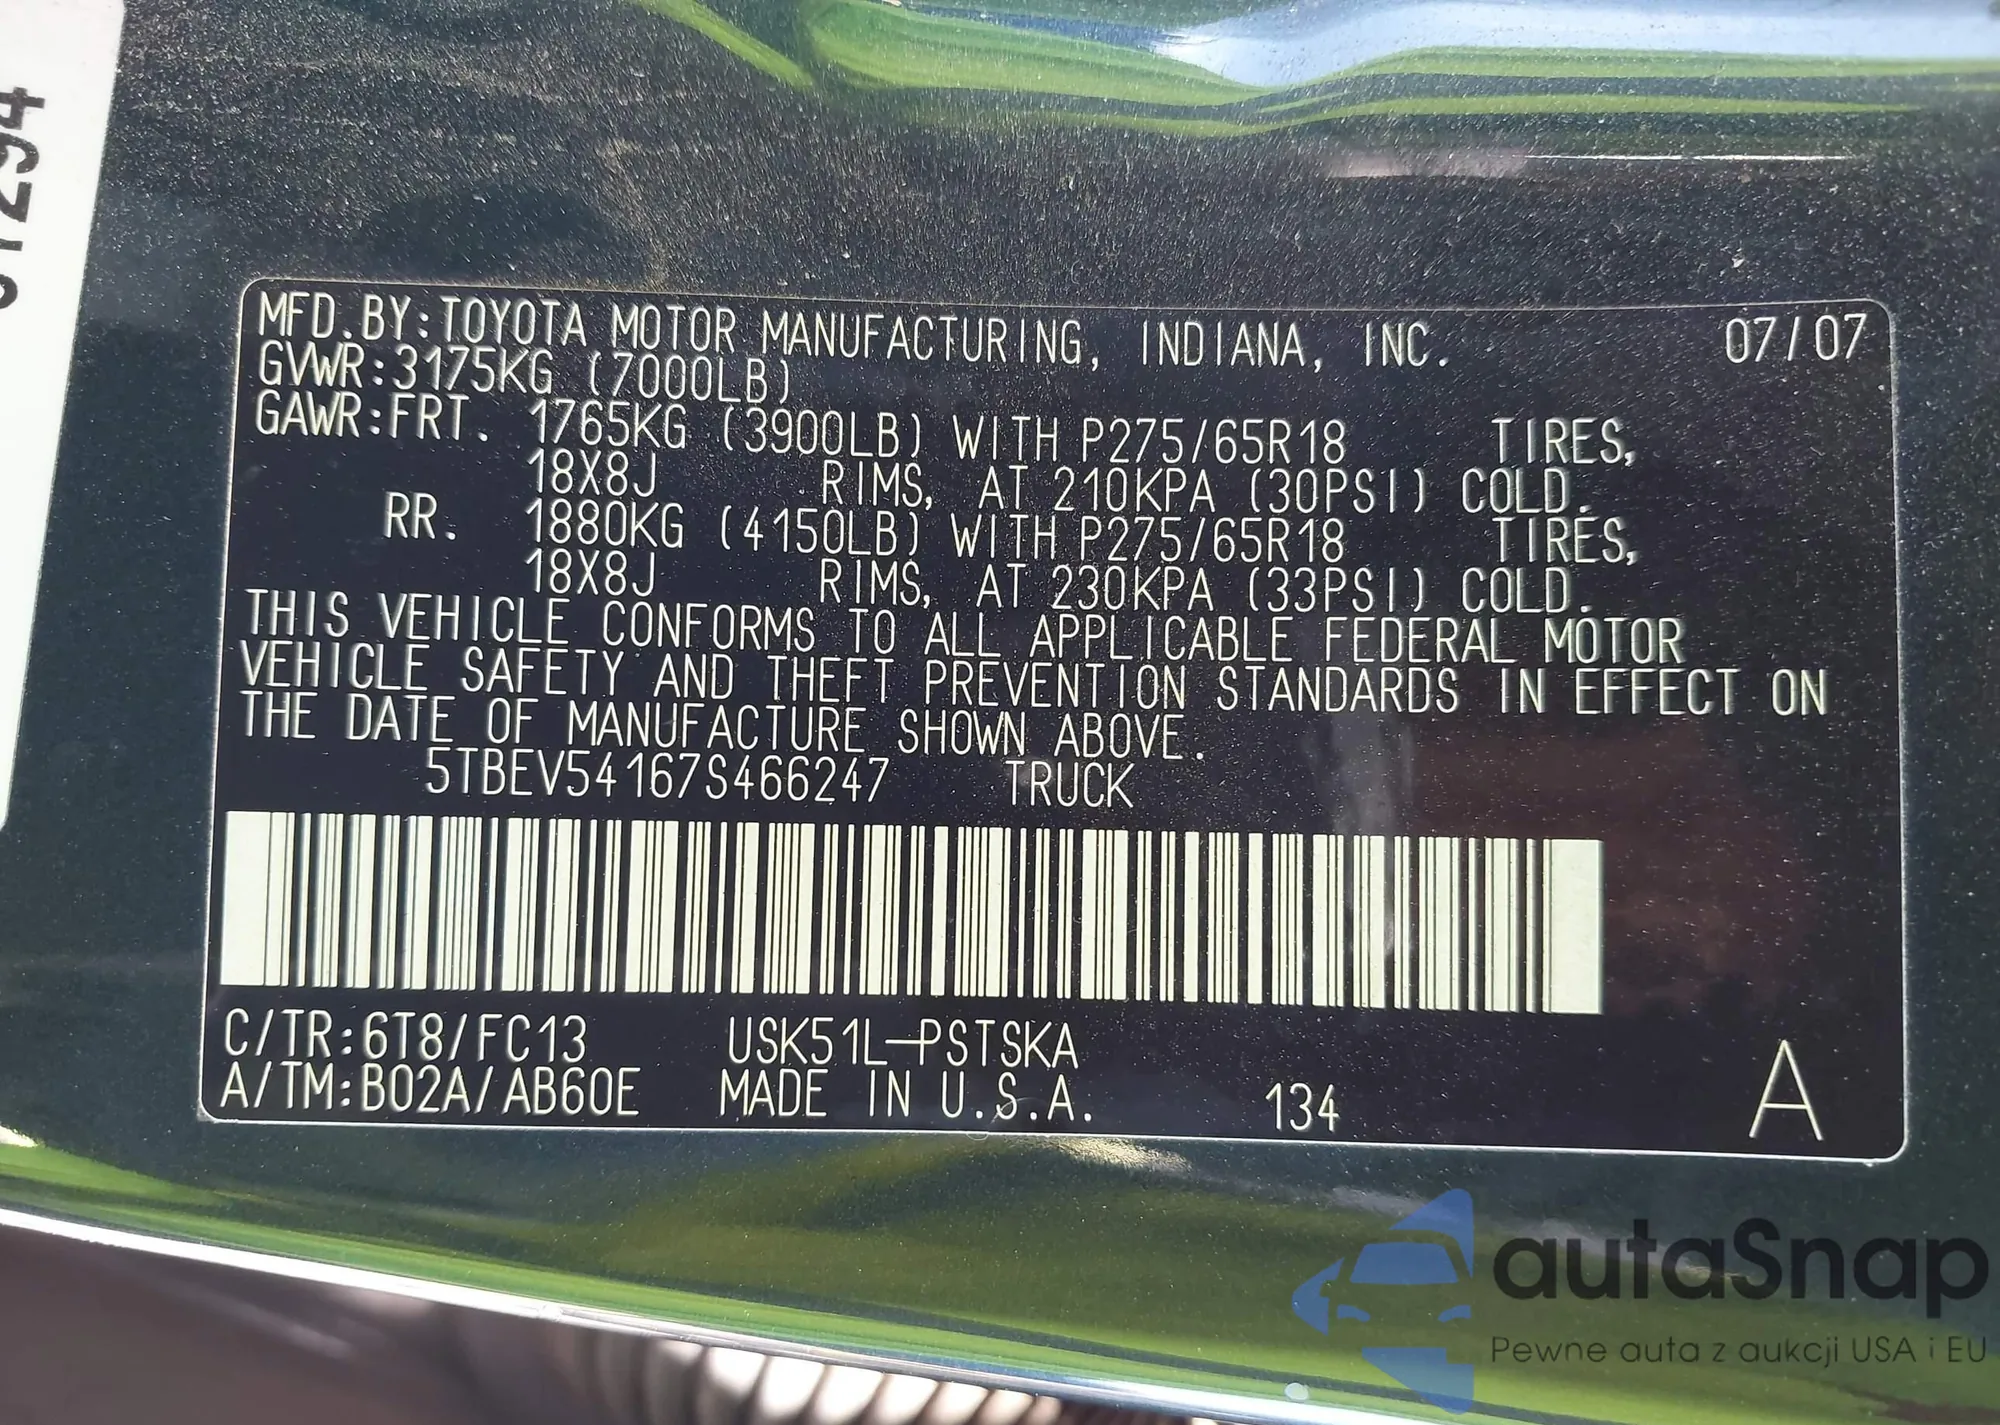 MFD.BY:TOYOTA MOTOR MANUFACTURING, INDIANA, INC. 07/07
GVWR:3175KG (7000LB)
GAWR:FRT. 1765KG (3900LB) WITH P275/65R18 TIRES,
18X8J RIMS, AT 210KPA (30PSI) COLD.
RR. 1880KG (4150LB) WITH P275/65R18 TIRES,
18X8J RIMS, AT 230KPA (33PSI) COLD.
THIS VEHICLE CONFORMS TO ALL APPLICABLE FEDERAL MOTOR
VEHICLE SAFETY AND THEFT PREVENTION STANDARDS IN EFFECT ON
THE DATE OF MANUFACTURE SHOWN ABOVE.
5TBEV54167S466247 TRUCK
C/TR:6T8/FC13 USK51L-PSTSKA
A/TM:B02A/AB60E MADE IN U.S.A. 134 A
autaSnap
Pewne auta z aukcji USA i EU